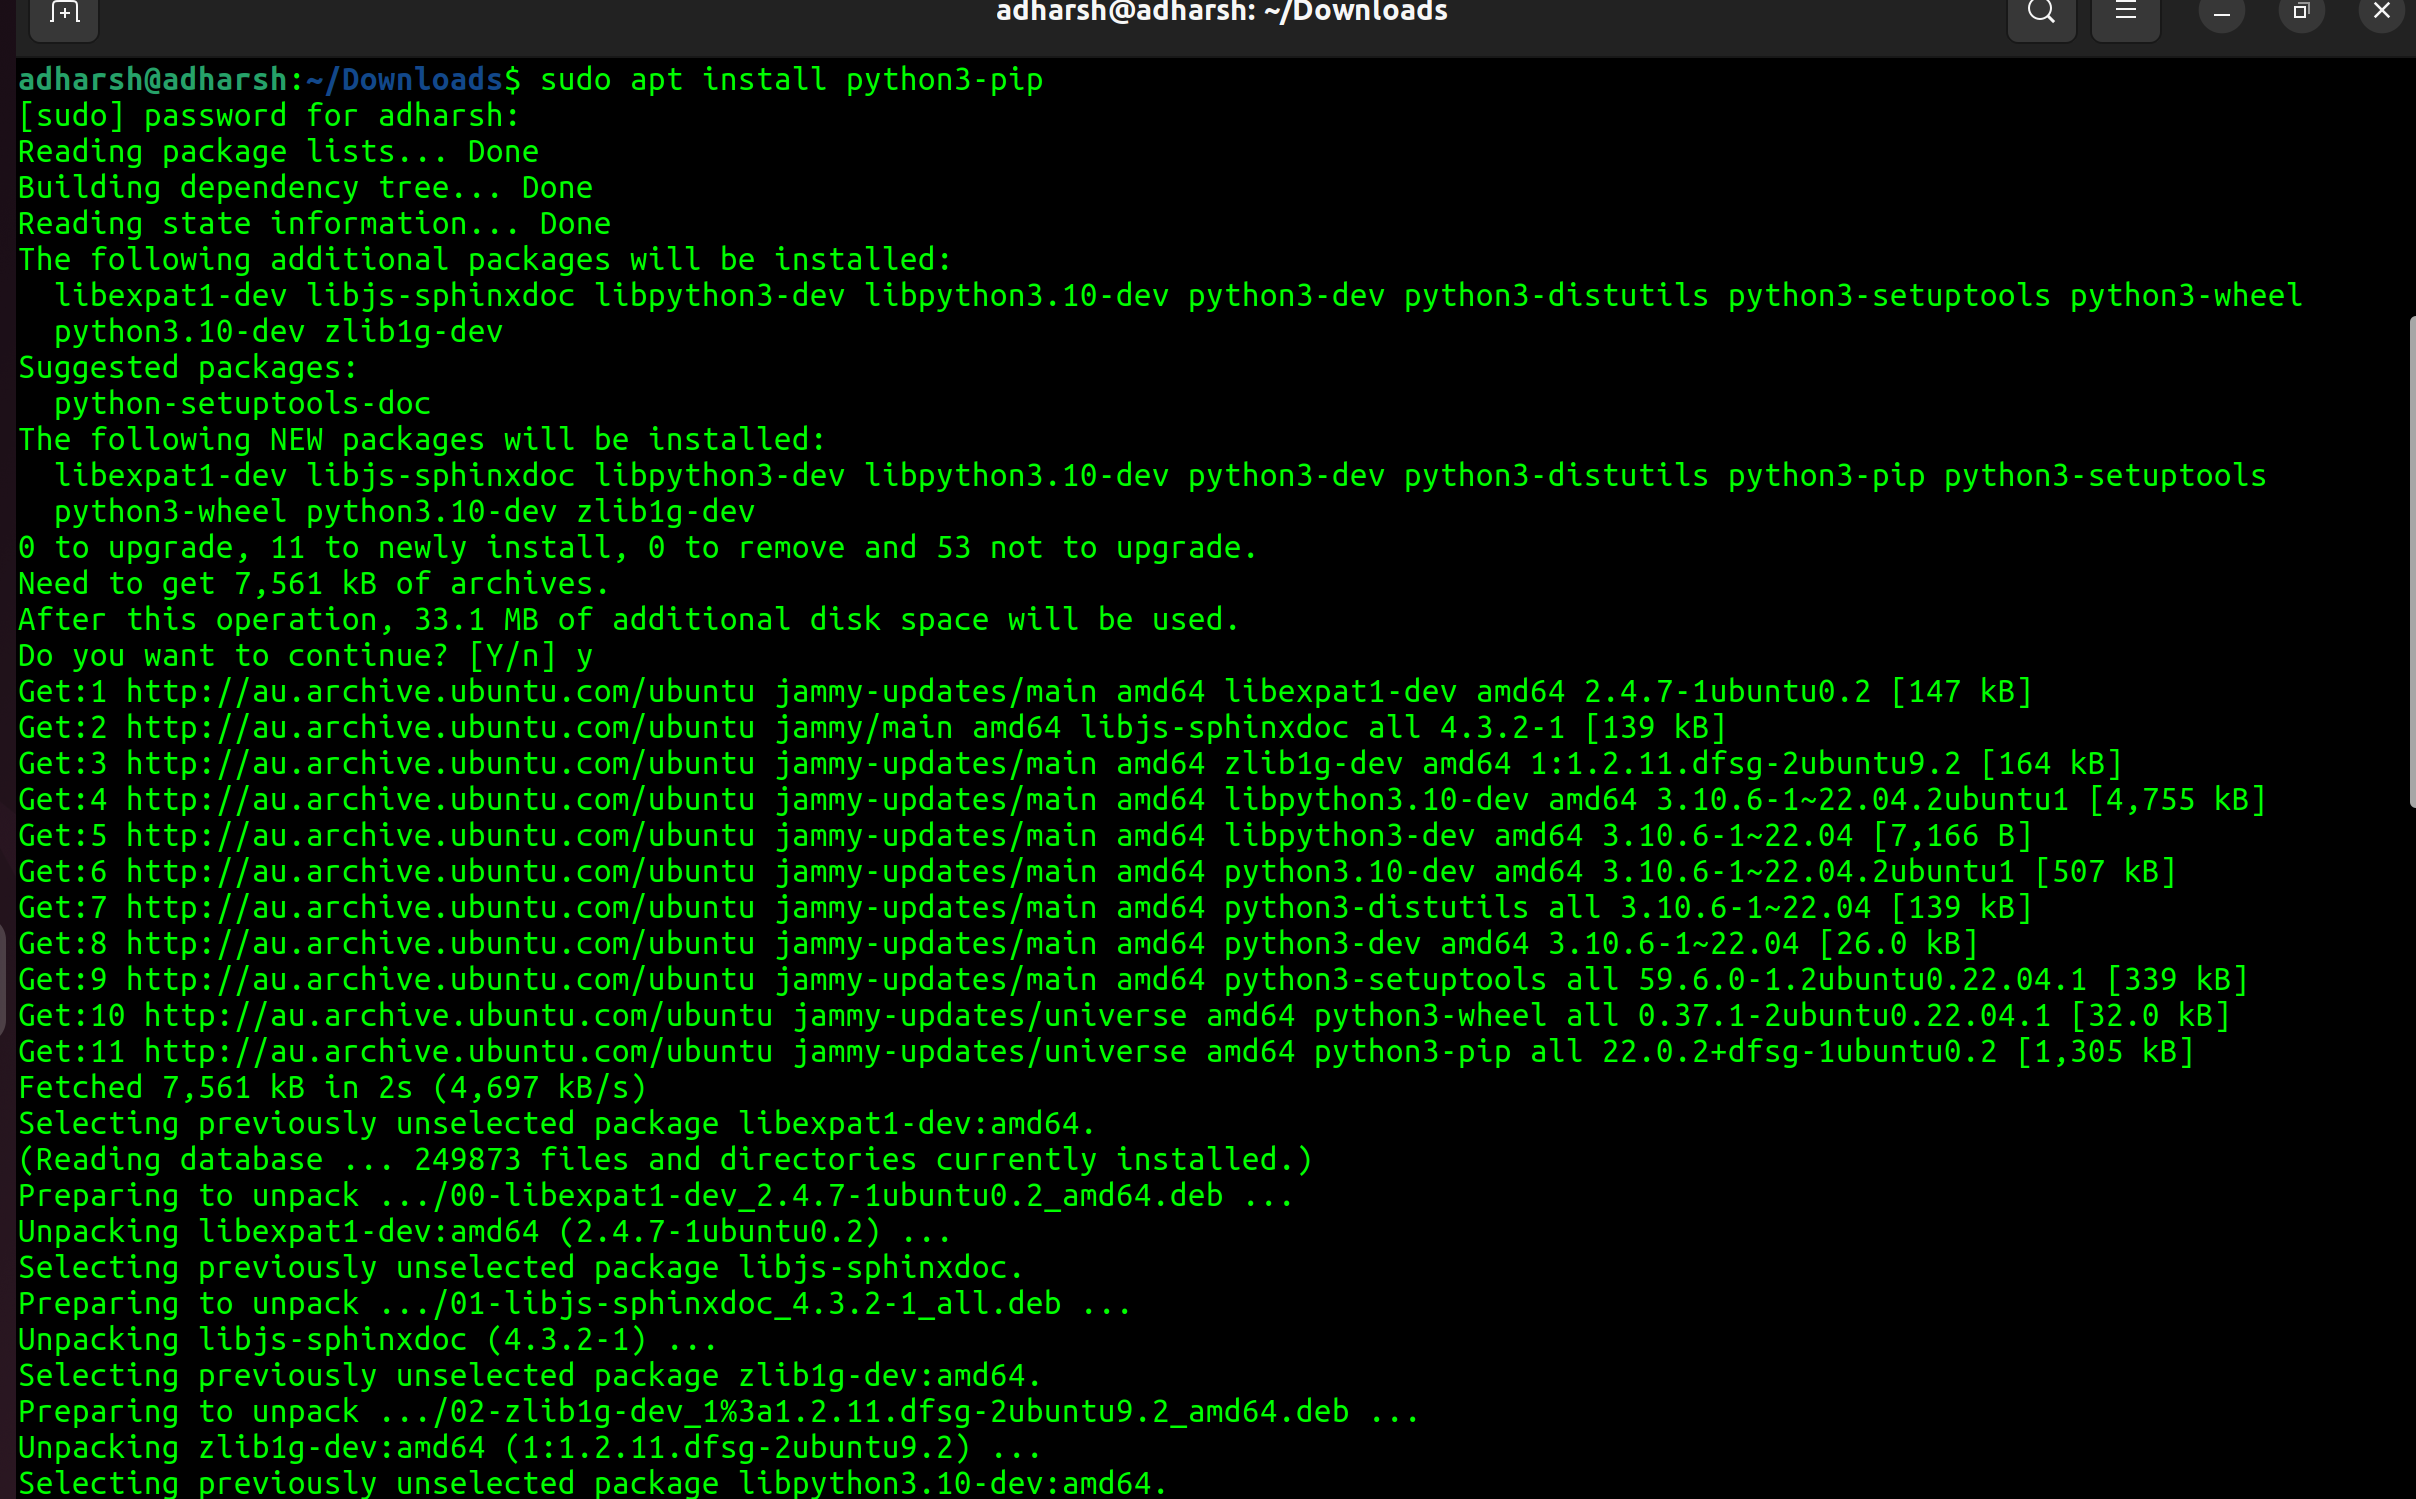 adharsh@adharsh: ~/Downloads
adharsh@adharsh:~/Downloads$ sudo apt install python3-pip
[sudo] password for adharsh:
Reading package lists... Done
Building dependency tree... Done
Reading state information... Done
The following additional packages will be installed:
  libexpat1-dev libjs-sphinxdoc libpython3-dev libpython3.10-dev python3-dev python3-distutils python3-setuptools python3-wheel
  python3.10-dev zlib1g-dev
Suggested packages:
  python-setuptools-doc
The following NEW packages will be installed:
  libexpat1-dev libjs-sphinxdoc libpython3-dev libpython3.10-dev python3-dev python3-distutils python3-pip python3-setuptools
  python3-wheel python3.10-dev zlib1g-dev
0 to upgrade, 11 to newly install, 0 to remove and 53 not to upgrade.
Need to get 7,561 kB of archives.
After this operation, 33.1 MB of additional disk space will be used.
Do you want to continue? [Y/n] y
Get:1 http://au.archive.ubuntu.com/ubuntu jammy-updates/main amd64 libexpat1-dev amd64 2.4.7-1ubuntu0.2 [147 kB]
Get:2 http://au.archive.ubuntu.com/ubuntu jammy/main amd64 libjs-sphinxdoc all 4.3.2-1 [139 kB]
Get:3 http://au.archive.ubuntu.com/ubuntu jammy-updates/main amd64 zlib1g-dev amd64 1:1.2.11.dfsg-2ubuntu9.2 [164 kB]
Get:4 http://au.archive.ubuntu.com/ubuntu jammy-updates/main amd64 libpython3.10-dev amd64 3.10.6-1~22.04.2ubuntu1 [4,755 kB]
Get:5 http://au.archive.ubuntu.com/ubuntu jammy-updates/main amd64 libpython3-dev amd64 3.10.6-1~22.04 [7,166 B]
Get:6 http://au.archive.ubuntu.com/ubuntu jammy-updates/main amd64 python3.10-dev amd64 3.10.6-1~22.04.2ubuntu1 [507 kB]
Get:7 http://au.archive.ubuntu.com/ubuntu jammy-updates/main amd64 python3-distutils all 3.10.6-1~22.04 [139 kB]
Get:8 http://au.archive.ubuntu.com/ubuntu jammy-updates/main amd64 python3-dev amd64 3.10.6-1~22.04 [26.0 kB]
Get:9 http://au.archive.ubuntu.com/ubuntu jammy-updates/main amd64 python3-setuptools all 59.6.0-1.2ubuntu0.22.04.1 [339 kB]
Get:10 http://au.archive.ubuntu.com/ubuntu jammy-updates/universe amd64 python3-wheel all 0.37.1-2ubuntu0.22.04.1 [32.0 kB]
Get:11 http://au.archive.ubuntu.com/ubuntu jammy-updates/universe amd64 python3-pip all 22.0.2+dfsg-1ubuntu0.2 [1,305 kB]
Fetched 7,561 kB in 2s (4,697 kB/s)
Selecting previously unselected package libexpat1-dev:amd64.
(Reading database ... 249873 files and directories currently installed.)
Preparing to unpack .../00-libexpat1-dev_2.4.7-1ubuntu0.2_amd64.deb ...
Unpacking libexpat1-dev:amd64 (2.4.7-1ubuntu0.2) ...
Selecting previously unselected package libjs-sphinxdoc.
Preparing to unpack .../01-libjs-sphinxdoc_4.3.2-1_all.deb ...
Unpacking libjs-sphinxdoc (4.3.2-1) ...
Selecting previously unselected package zlib1g-dev:amd64.
Preparing to unpack .../02-zlib1g-dev_1%3a1.2.11.dfsg-2ubuntu9.2_amd64.deb ...
Unpacking zlib1g-dev:amd64 (1:1.2.11.dfsg-2ubuntu9.2) ...
Selecting previously unselected package libpython3.10-dev:amd64.